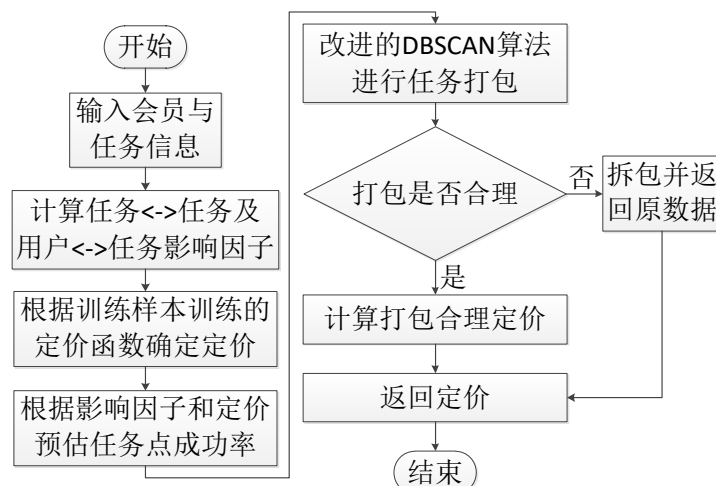 开始
输入会员与
任务信息
计算任务<->任务及
用户<->任务影响因子
根据训练样本训练的
定价函数确定定价
根据影响因子和定价
预估任务点成功率
改进的DBSCAN算法
进行任务打包
打包是否合理
否
拆包并返
回原数据
是
计算打包合理定价
返回定价
结束